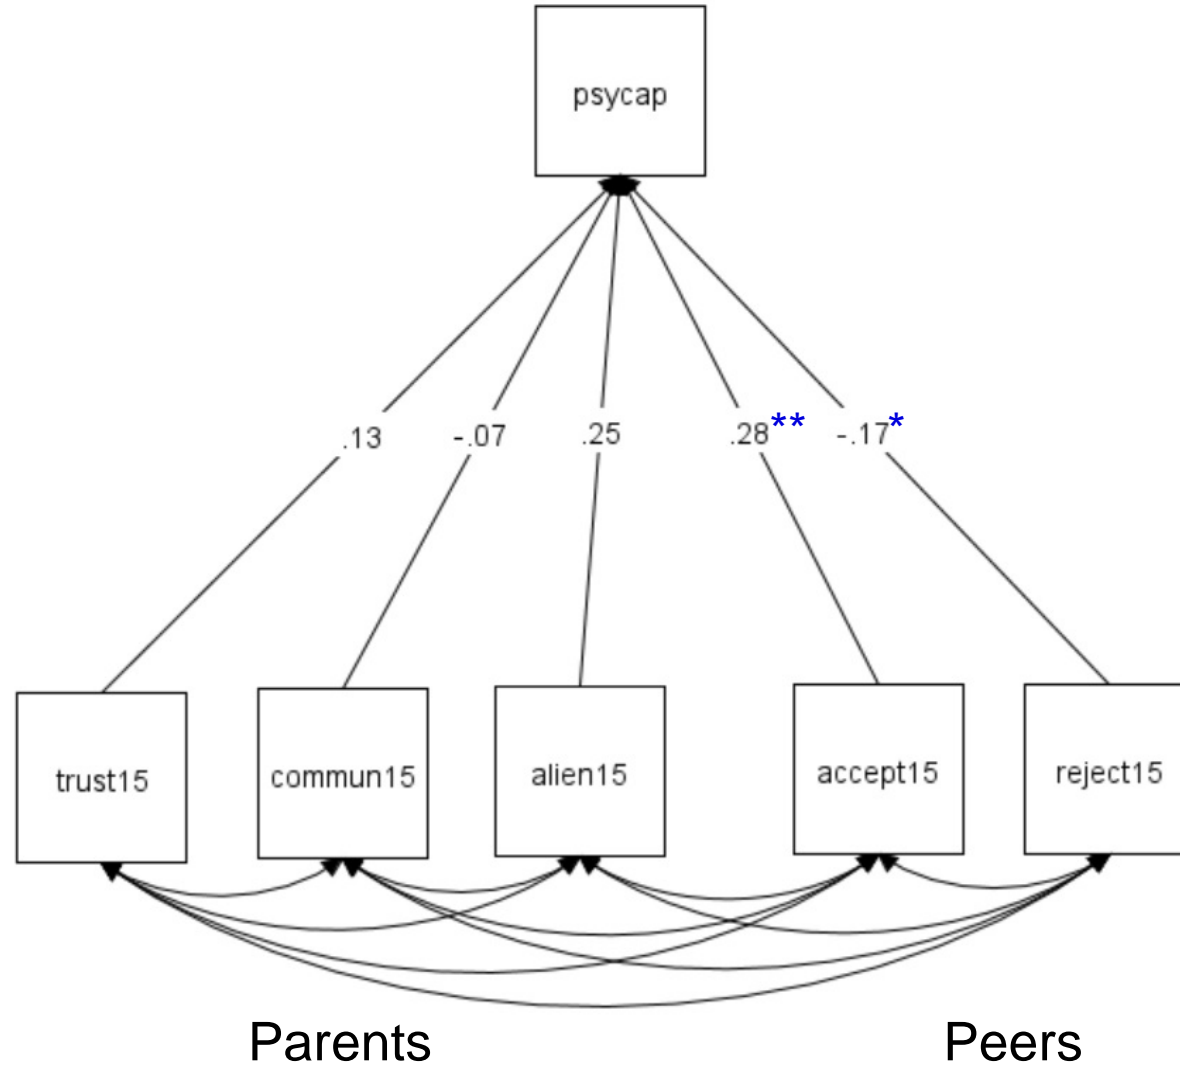 psycap
.13 -.07 .25 .28** -.17*
trust15 commun15 alien15 accept15 reject15
Parents Peers